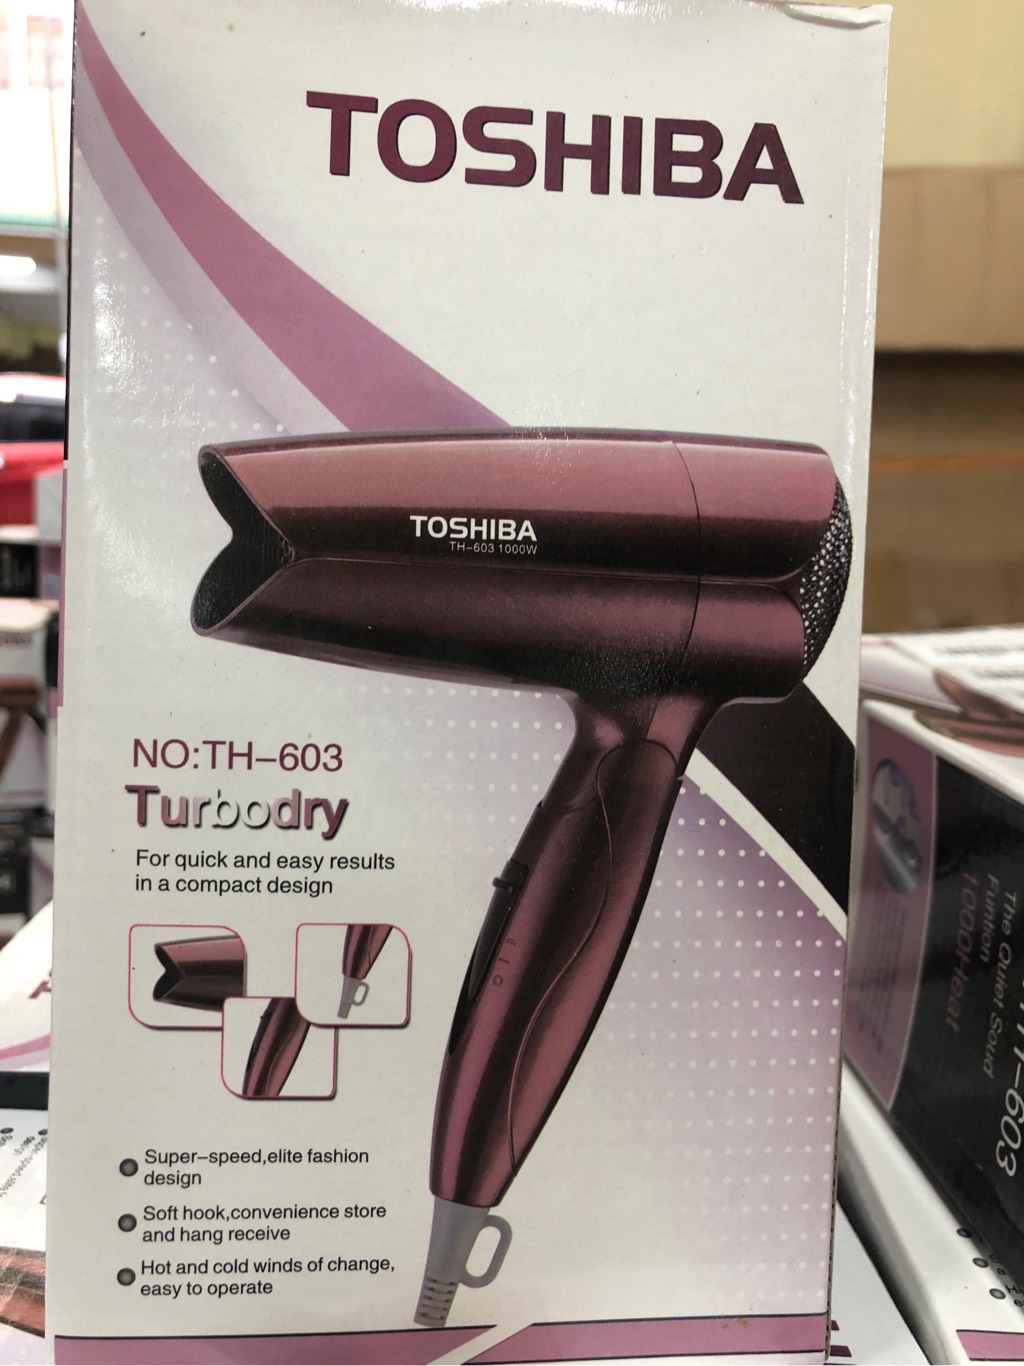 TOSHIBA
TOSHIBA
TH-603 1000W
NO:TH-603
Turbodry
For quick and easy results
in a compact design
Super-speed,elite fashion
design
Soft hook,convenience store
and hang receive
Hot and cold winds of change,
easy to operate
The Quiet Soud
Funition
1000Heat
-603